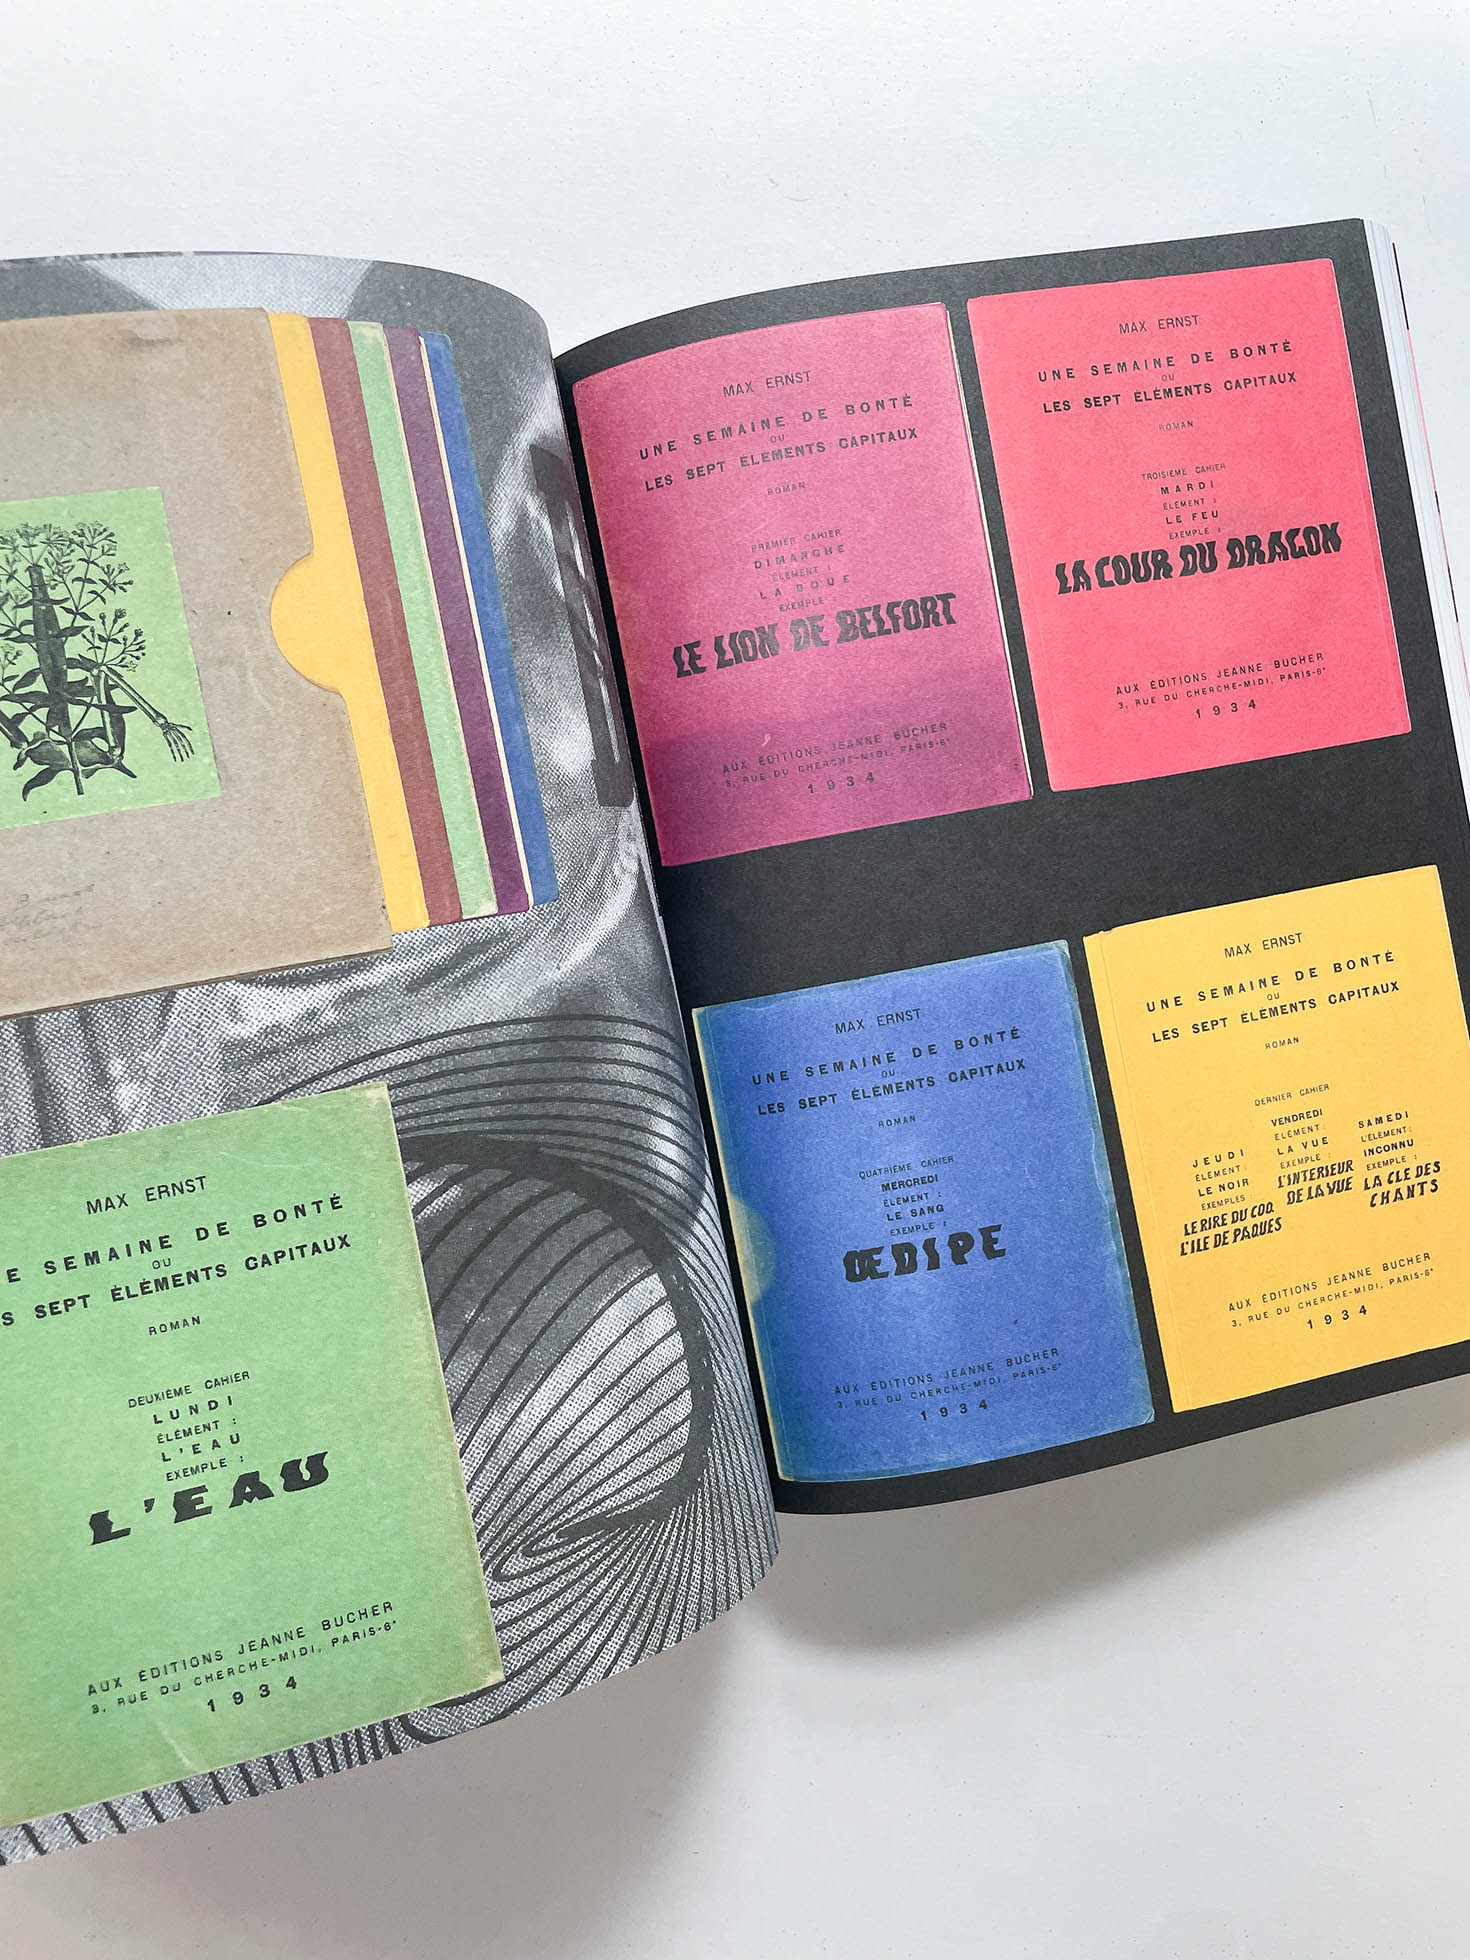 MAX ERNST
E SEMAINE DE BONTÉ
OU
S SEPT ÉLÉMENTS CAPITAUX
ROMAN
DEUXIÈME CAHIER
LUNDI
ÉLÉMENT :
L'EAU
EXEMPLE :
L'EAU
AUX ÉDITIONS JEANNE BUCHER
3, RUE DU CHERCHE-MIDI, PARIS-6°
1934
MAX ERNST
UNE SEMAINE DE BONTÉ
OU
LES SEPT ÉLÉMENTS CAPITAUX
ROMAN
PREMIER CAHIER
DIMANCHE
ÉLÉMENT :
LA BOUE
EXEMPLE :
LE LION DE BELFORT
AUX ÉDITIONS JEANNE BUCHER
3, RUE DU CHERCHE-MIDI, PARIS-6°
1934
MAX ERNST
UNE SEMAINE DE BONTÉ
OU
LES SEPT ÉLÉMENTS CAPITAUX
ROMAN
TROISIÈME CAHIER
MARDI
ÉLÉMENT :
LE FEU
EXEMPLE :
LA COUR DU DRAGON
AUX ÉDITIONS JEANNE BUCHER
3, RUE DU CHERCHE-MIDI, PARIS-6°
1934
MAX ERNST
UNE SEMAINE DE BONTÉ
OU
LES SEPT ÉLÉMENTS CAPITAUX
ROMAN
QUATRIÈME CAHIER
MERCREDI
ÉLÉMENT :
LE SANG
EXEMPLE :
ŒDIPE
AUX ÉDITIONS JEANNE BUCHER
3, RUE DU CHERCHE-MIDI, PARIS-6°
1934
MAX ERNST
UNE SEMAINE DE BONTÉ
OU
LES SEPT ÉLÉMENTS CAPITAUX
ROMAN
DERNIER CAHIER
JEUDI
ÉLÉMENT :
LE NOIR
EXEMPLES :
LE RIRE DU COQ
L'ILE DE PAQUES
VENDREDI
ÉLÉMENT :
LA VUE
EXEMPLE :
L'INTERIEUR
DE LA VUE
SAMEDI
L'ÉLÉMENT :
INCONNU
EXEMPLE :
LA CLE DES
CHANTS
AUX ÉDITIONS JEANNE BUCHER
3, RUE DU CHERCHE-MIDI, PARIS-6°
1934